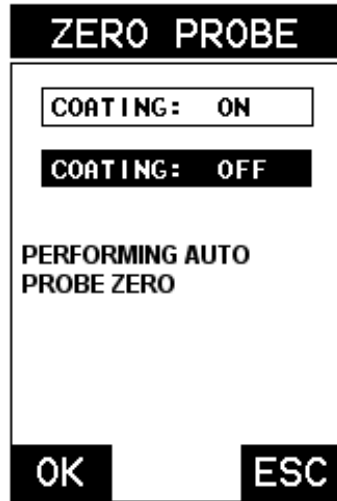 ZERO PROBE
COATING: ON
COATING: OFF
PERFORMING AUTO
PROBE ZERO
OK ESC